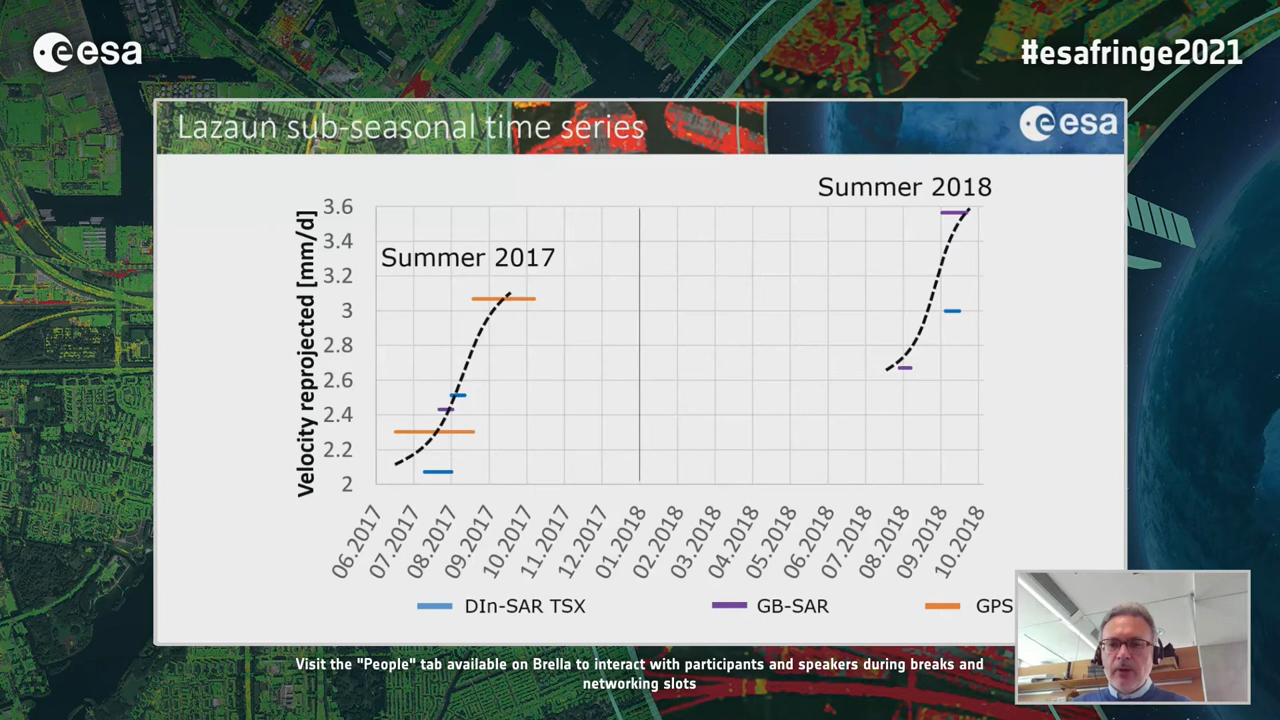 esa
#esafringe2021
Lazaun sub-seasonal time series
esa
Summer 2018
Summer 2017
Velocity reprojected [mm/d]
3.6
3.4
3.2
3
2.8
2.6
2.4
2.2
2
06.2017
07.2017
08.2017
09.2017
10.2017
11.2017
12.2017
01.2018
02.2018
03.2018
04.2018
05.2018
06.2018
07.2018
08.2018
09.2018
10.2018
DIn-SAR TSX
GB-SAR
GPS
Visit the "People" tab available on Brella to interact with participants and speakers during breaks and
networking slots